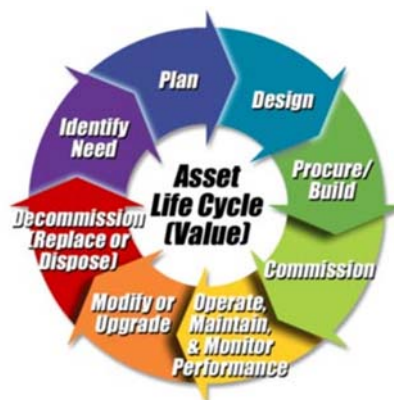 Plan
Design
Procure/
Build
Commission
Operate,
Maintain,
& Monitor
Performance
Modify or
Upgrade
Decommission
(Replace or
Dispose)
Identify
Need
Asset
Life Cycle
(Value)